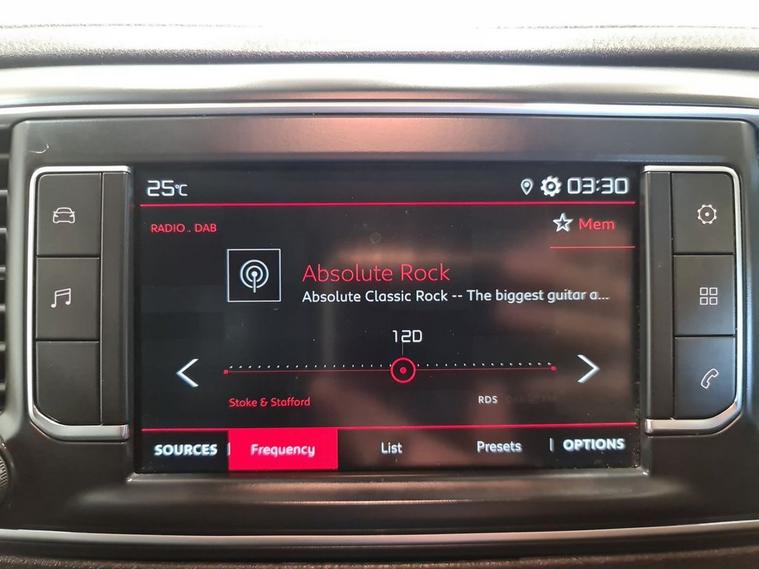 25°C 03:30
RADIO . DAB
Mem
Absolute Rock
Absolute Classic Rock -- The biggest guitar a...
12D
Stoke & Stafford RDS
SOURCES Frequency List Presets OPTIONS